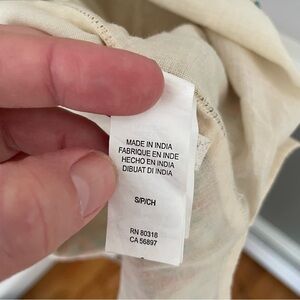 MADE IN INDIA
FABRIQUE EN INDE
HECHO EN INDIA
DIBUAT DI INDIA
S/P/CH
RN 80318
CA 56897